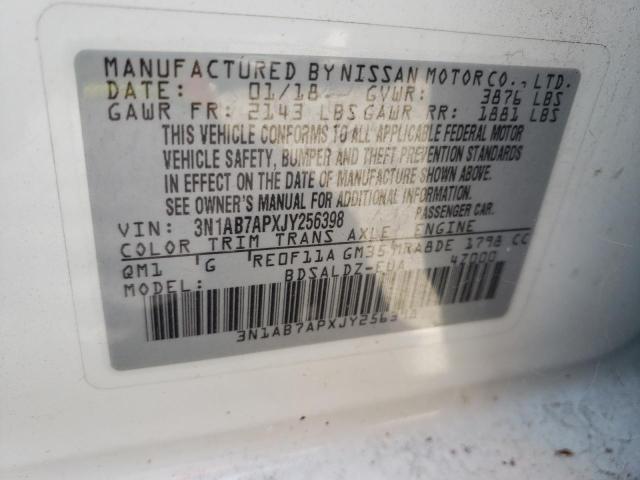 MANUFACTURED BY NISSAN MOTOR CO., LTD.
DATE: 01/18 GVWR: 3876 LBS
GAWR FR: 2143 LBS GAWR RR: 1881 LBS
THIS VEHICLE CONFORMS TO ALL APPLICABLE FEDERAL MOTOR
VEHICLE SAFETY, BUMPER AND THEFT PREVENTION STANDARDS
IN EFFECT ON THE DATE OF MANUFACTURE SHOWN ABOVE.
SEE OWNER'S MANUAL FOR ADDITIONAL INFORMATION.
VIN: 3N1AB7APXJY256398 PASSENGER CAR.
COLOR TRIM TRANS AXLE ENGINE
QM1 G RE0F11A GM35 MRA8DE 1798 CC
MODEL BDSALDZ-EUA 47000
3N1AB7APXJY256398